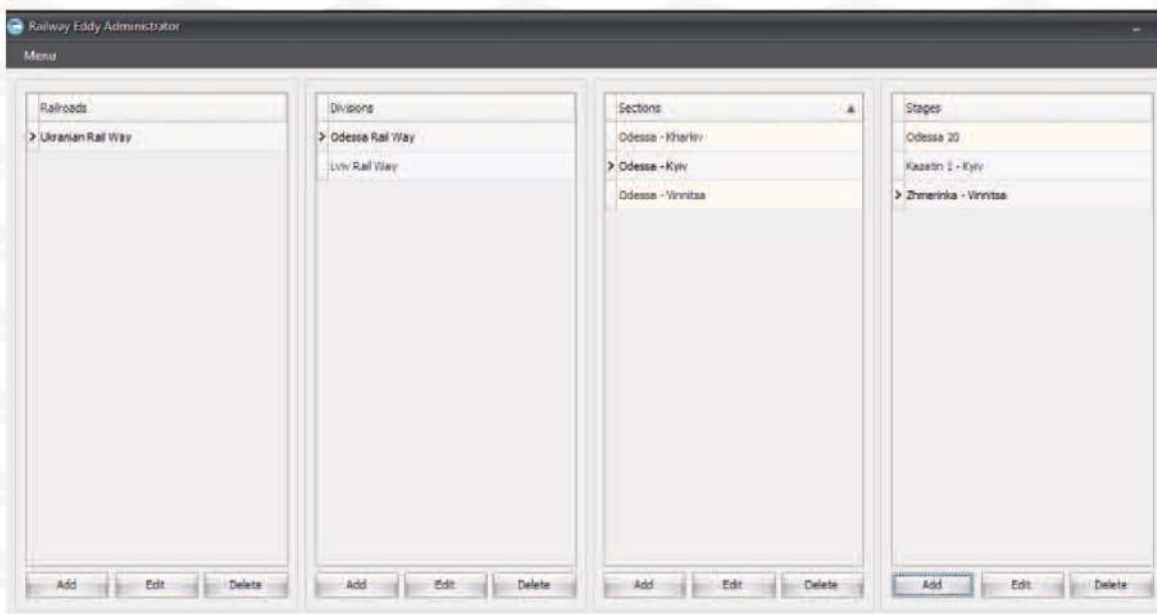 Railway Eddy Administrator
Menu
Railroads
Ukranian Rail Way
Add Edit Delete
Divisions
Odessa Rail Way
Lviv Rail Way
Add Edit Delete
Sections
Odessa - Kharkiv
Odessa - Kyiv
Odessa - Vinnitsa
Add Edit Delete
Stages
Odessa 20
Kazatin 1 - Kyiv
Zhmerinka - Vinnitsa
Add Edit Delete